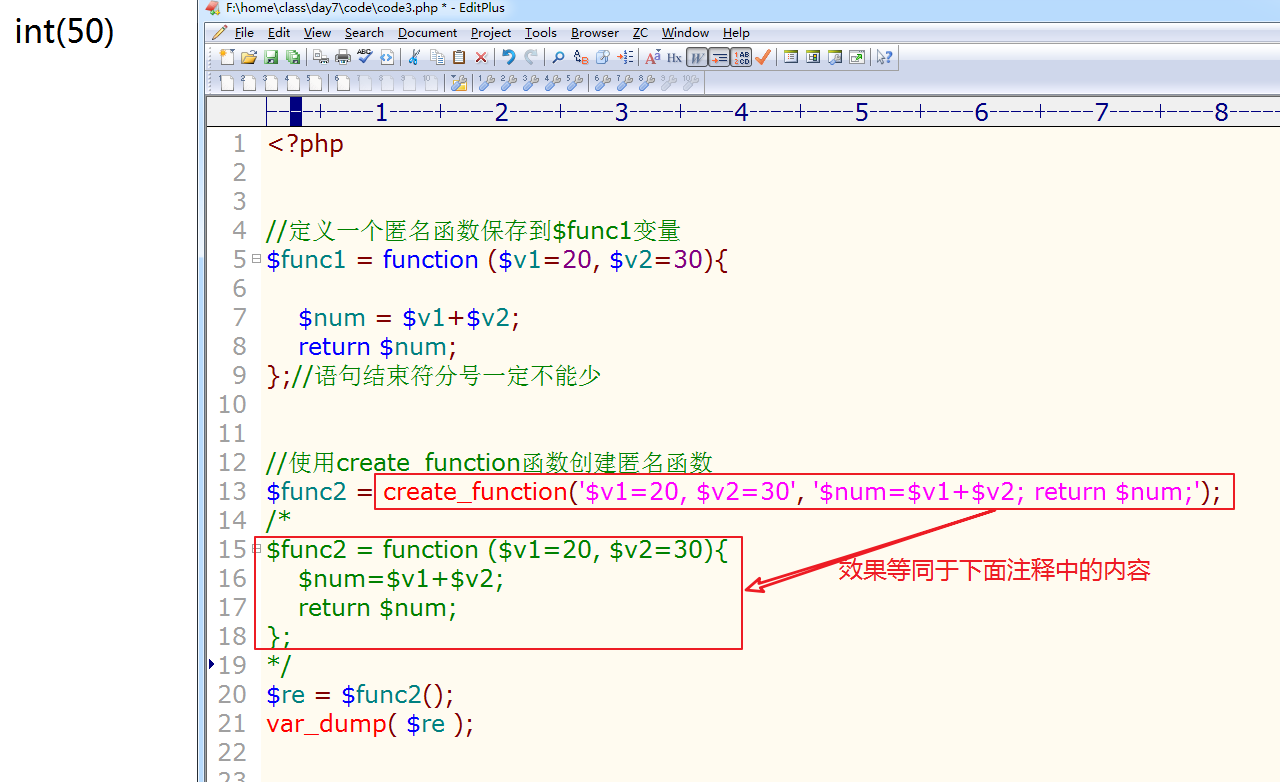 int(50)
F:\home\class\day7\code\code3.php * - EditPlus
File Edit View Search Document Project Tools Browser Window ZC Window Help
1 2 3 4 5 6 7 8
1 <?php
2
3
4 //定义一个匿名函数保存到$func1变量
5 $func1 = function ($v1=20, $v2=30){
6
7 $num = $v1+$v2;
8 return $num;
9 };//语句结束符分号一定不能少
10
11
12 //使用create_function函数创建匿名函数
13 $func2 = create_function('$v1=20, $v2=30', '$num=$v1+$v2; return $num;');
14 /*
15 $func2 = function ($v1=20, $v2=30){
16 $num=$v1+$v2;
效果等同于下面注释中的内容
17 return $num;
18 };
19 */
20 $re = $func2();
21 var_dump( $re );
22
23